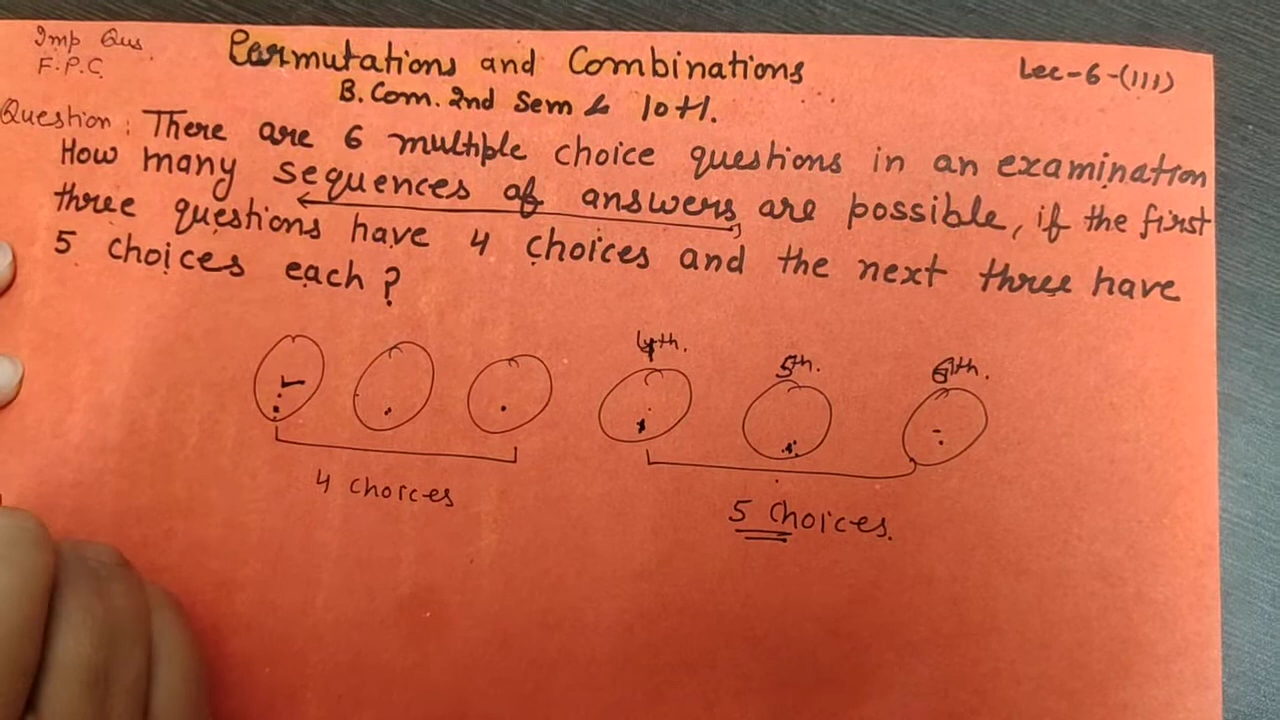 Imp Qus
F.P.C.
Permutations and Combinations
Lec-6-(111)
B.Com. 2nd Sem & 10+1.
Question: There are 6 multiple choice questions in an examination
How many sequences of answers are possible, if the first
three questions have 4 choices and the next three have
5 choices each?
4th. 5th. 6th.
4 choices
5 choices.